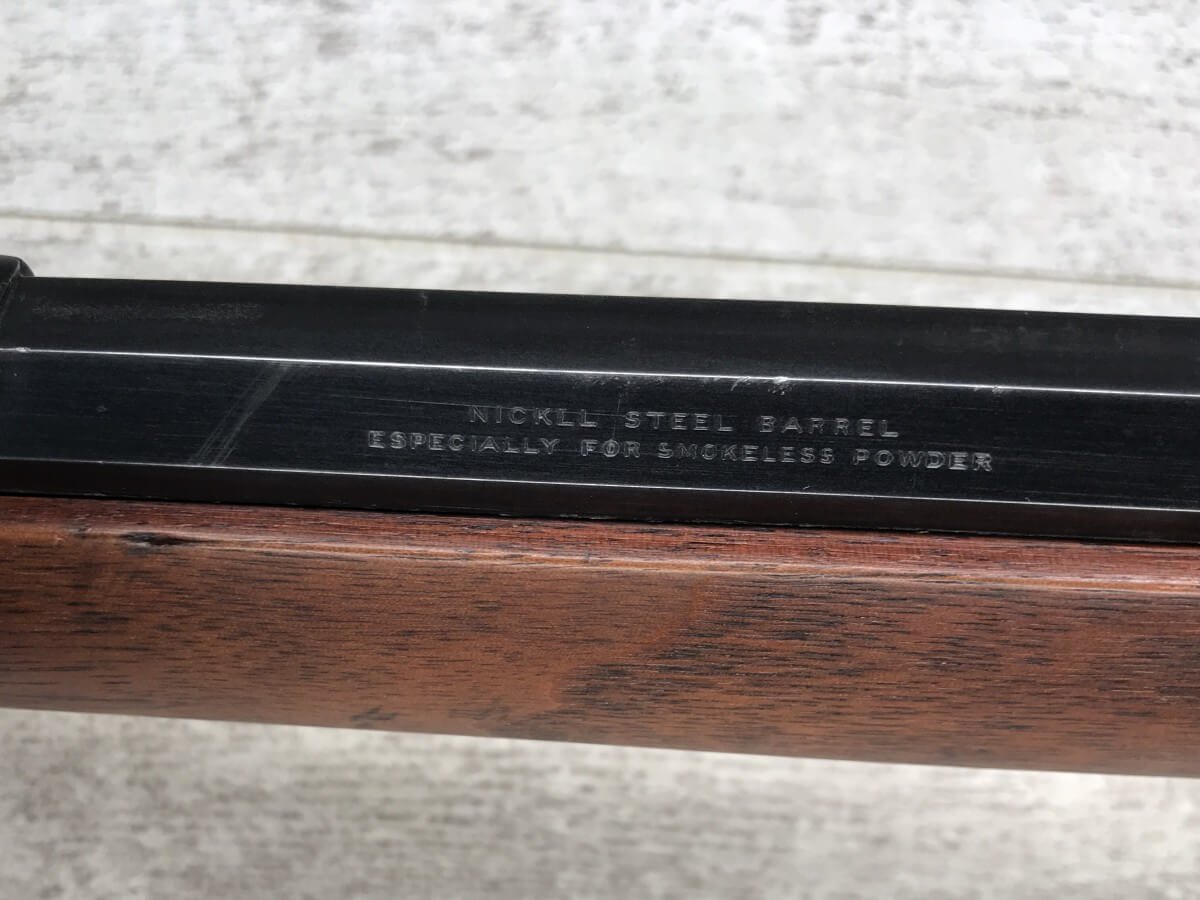 NICKLL STEEL BARREL
ESPECIALLY FOR SMOKELESS POWDER